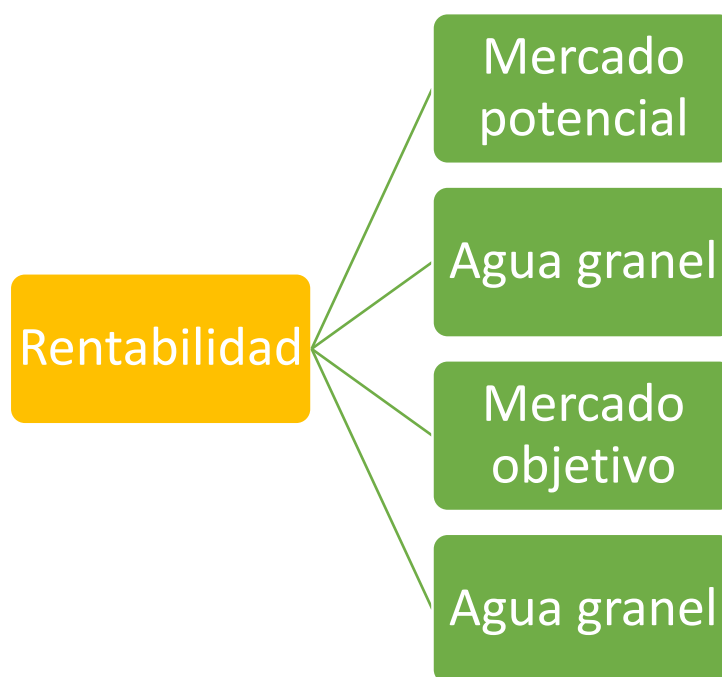 Mercado
potencial
Agua granel
Rentabilidad
Mercado
objetivo
Agua granel